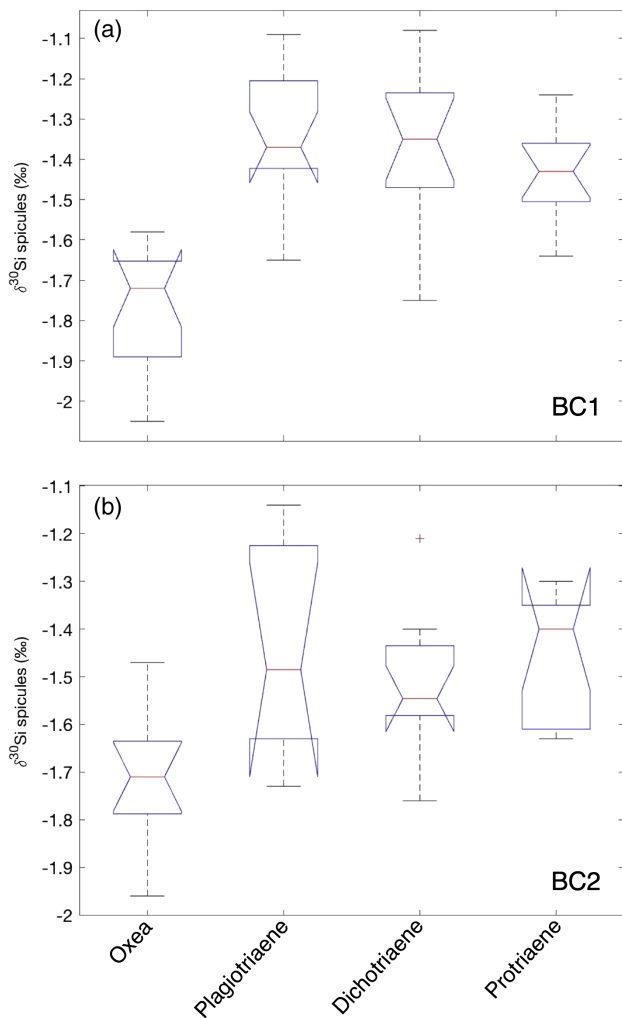 (a)
-1.1
-1.2
-1.3
-1.4
-1.5
-1.6
-1.7
-1.8
-1.9
-2
δ³⁰Si spicules (‰)
BC1
(b)
-1.1
-1.2
-1.3
-1.4
-1.5
-1.6
-1.7
-1.8
-1.9
-2
δ³⁰Si spicules (‰)
BC2
Oxea
Plagiotriaene
Dichotriaene
Protriaene